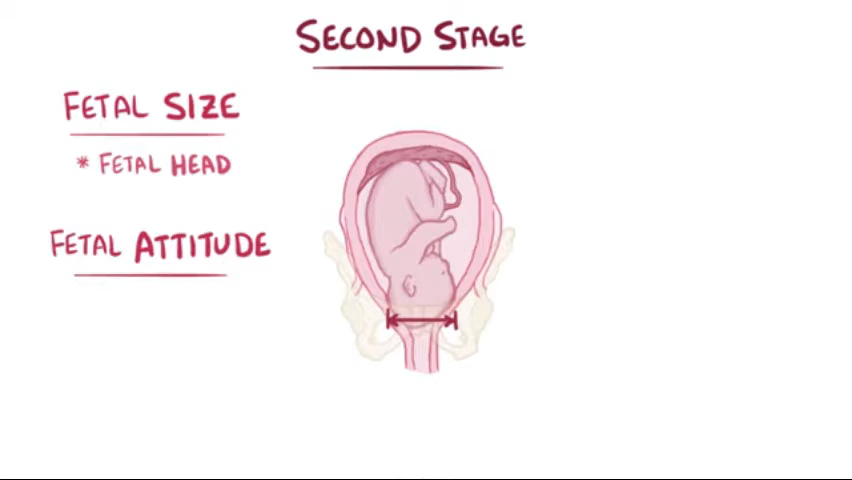 SECOND STAGE
FETAL SIZE
* FETAL HEAD
FETAL ATTITUDE